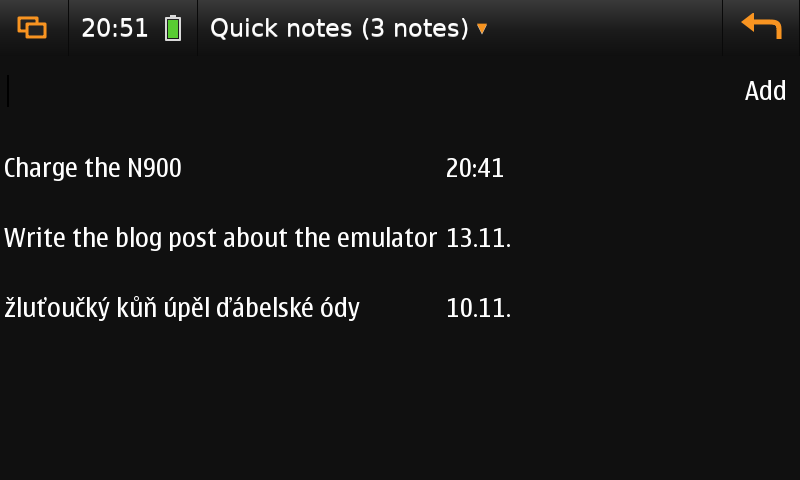 20:51 Quick notes (3 notes)
Add
Charge the N900 20:41
Write the blog post about the emulator 13.11.
žluťoučký kůň úpěl ďábelské ódy 10.11.